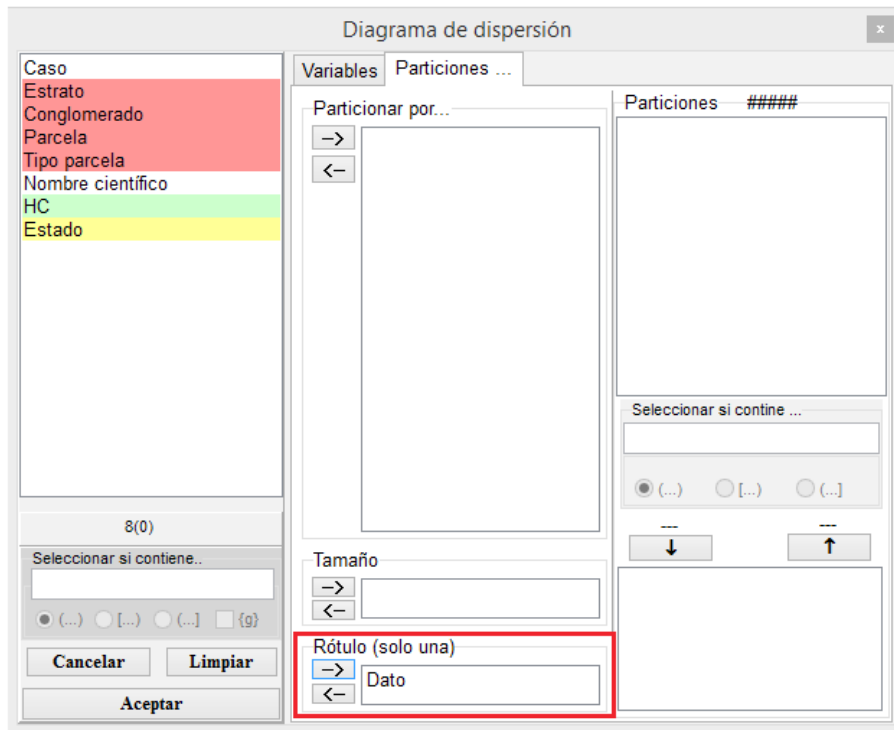 Diagrama de dispersión
x
Caso
Estrato
Conglomerado
Parcela
Tipo parcela
Nombre científico
HC
Estado
8(0)
Seleccionar si contiene..
(...) [...) (...] {g}
Cancelar Limpiar
Aceptar
Variables Particiones ...
Particionar por...
–>
<–
Tamaño
–>
<–
Rótulo (solo una)
–>
<–
Dato
Particiones #####
Seleccionar si contine ...
(...) [...) (...]
--- ---
↓ ↑